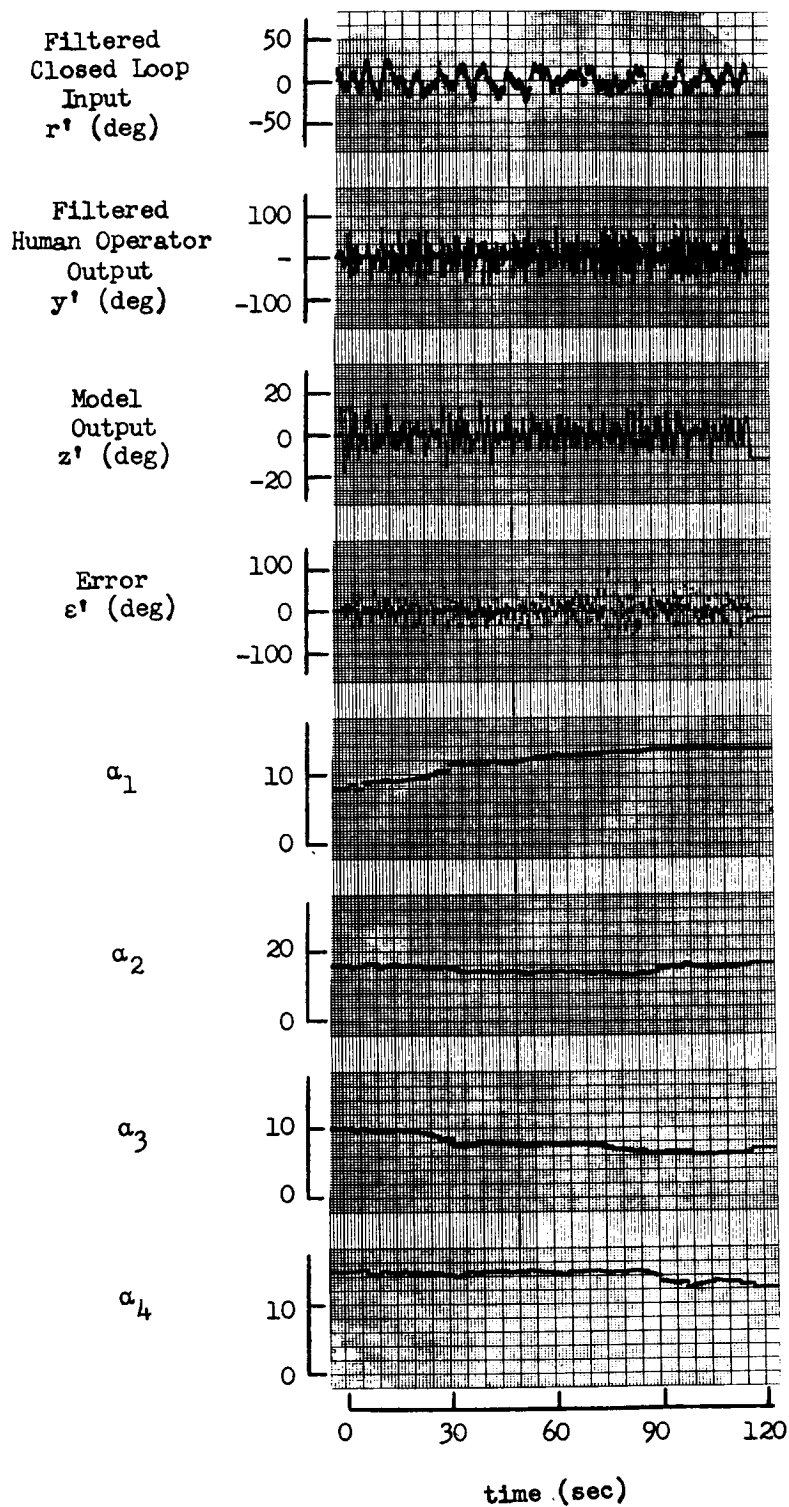 Filtered
Closed Loop
Input
r' (deg)
50
0
-50
Filtered
Human Operator
Output
y' (deg)
100
-
-100
Model
Output
z' (deg)
20
0
-20
Error
ε' (deg)
100
0
-100
α1
10
0
α2
20
0
α3
10
0
α4
10
0
0 30 60 90 120
time (sec)